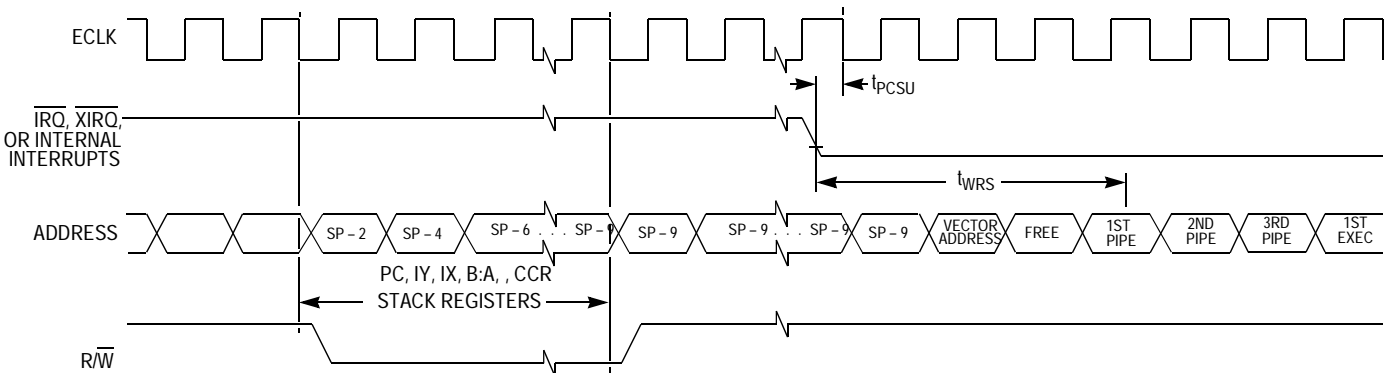 ECLK
tPCSU
IRQ, XIRQ,
OR INTERNAL
INTERRUPTS
tWRS
ADDRESS
SP – 2
SP – 4
SP – 6 . . . SP – 9
SP – 9
SP – 9 . . . SP – 9
SP – 9
VECTOR
ADDRESS
FREE
1ST
PIPE
2ND
PIPE
3RD
PIPE
1ST
EXEC
PC, IY, IX, B:A, , CCR
STACK REGISTERS
R/W